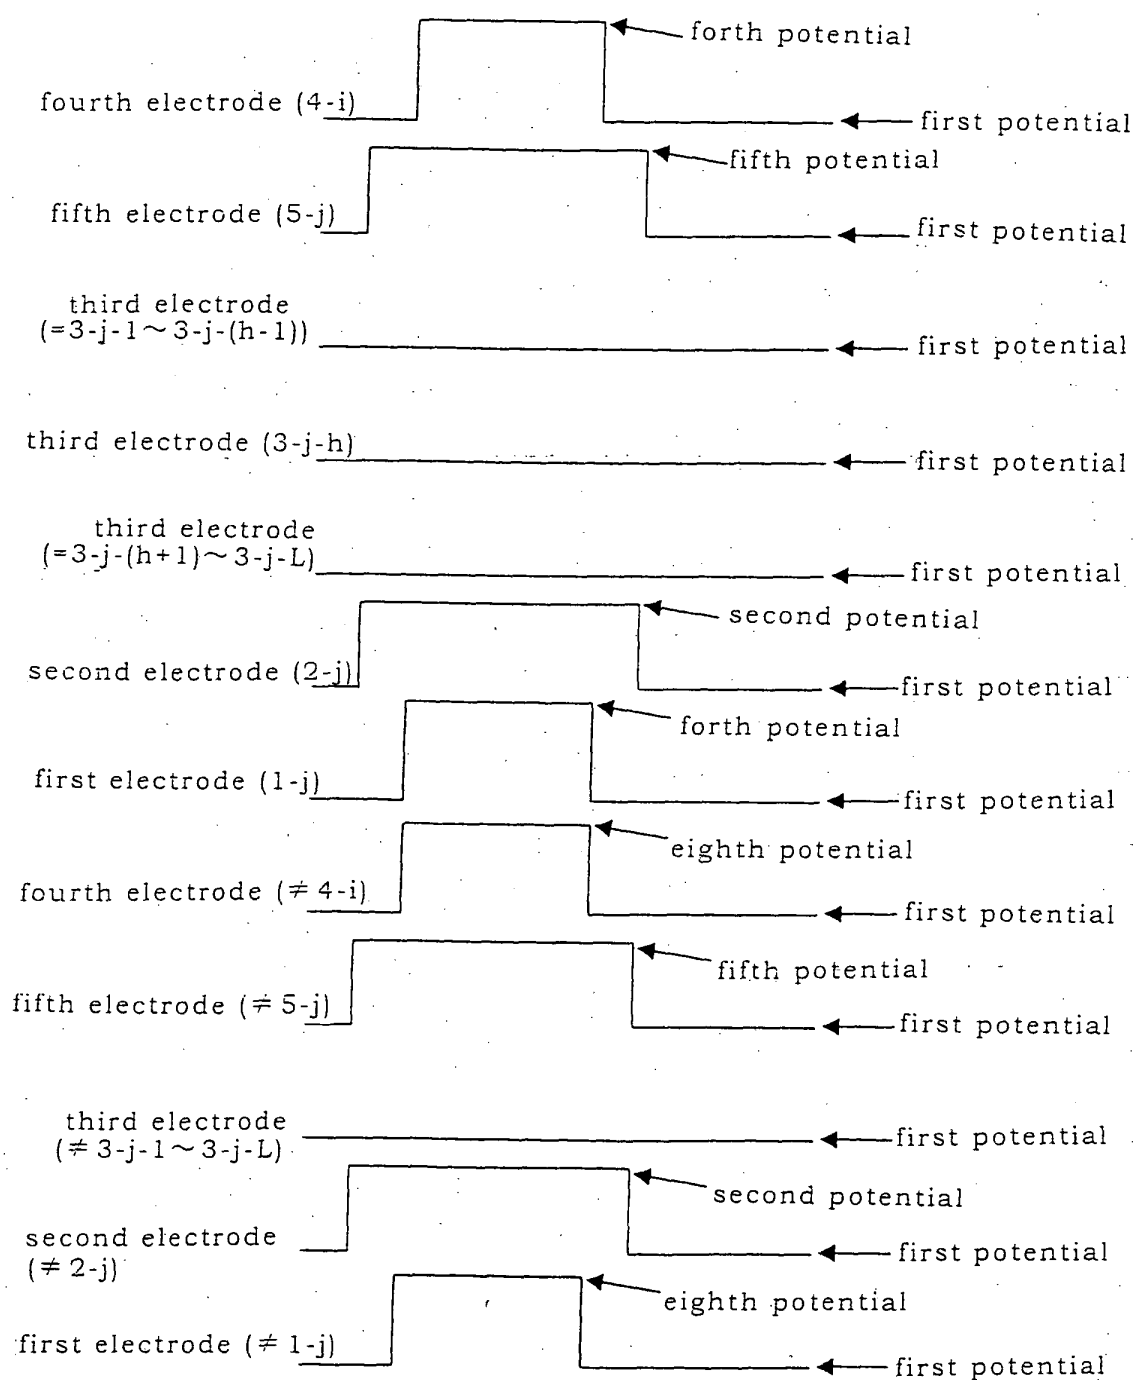 forth potential
fourth electrode (4-i)
first potential
fifth potential
fifth electrode (5-j)
first potential
third electrode
(=3-j-1～3-j-(h-1))
first potential
third electrode (3-j-h)
first potential
third electrode
(=3-j-(h+1)～3-j-L)
first potential
second potential
second electrode (2-j)
first potential
forth potential
first electrode (1-j)
first potential
eighth potential
fourth electrode (≠ 4-i)
first potential
fifth potential
fifth electrode (≠ 5-j)
first potential
third electrode
(≠ 3-j-1～3-j-L)
first potential
second potential
second electrode
(≠ 2-j)
first potential
eighth potential
first electrode (≠ 1-j)
first potential